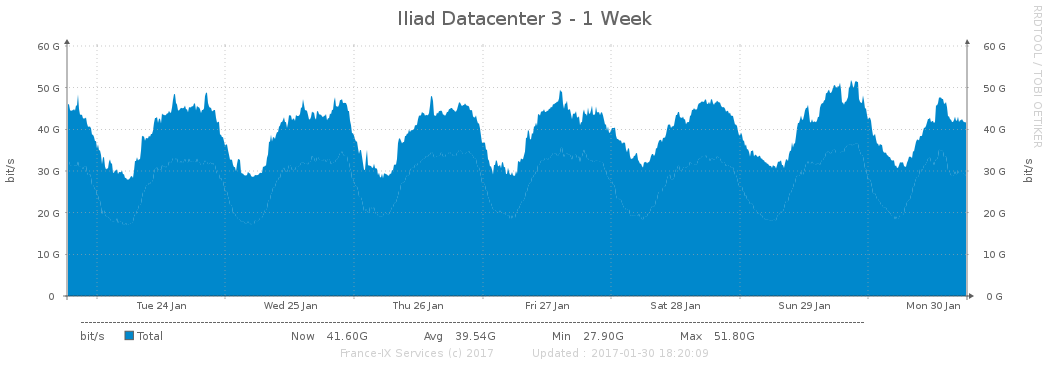 Iliad Datacenter 3 - 1 Week
RRDTOOL / TOBI OETIKER
60 G 60 G
50 G 50 G
40 G 40 G
30 G 30 G
20 G 20 G
10 G 10 G
0 0 G
bit/s
bit/s
Tue 24 Jan Wed 25 Jan Thu 26 Jan Fri 27 Jan Sat 28 Jan Sun 29 Jan Mon 30 Jan
bit/s Total Now 41.60G Avg 39.54G Min 27.90G Max 51.80G
France-IX Services (c) 2017 Updated : 2017-01-30 18:20:09